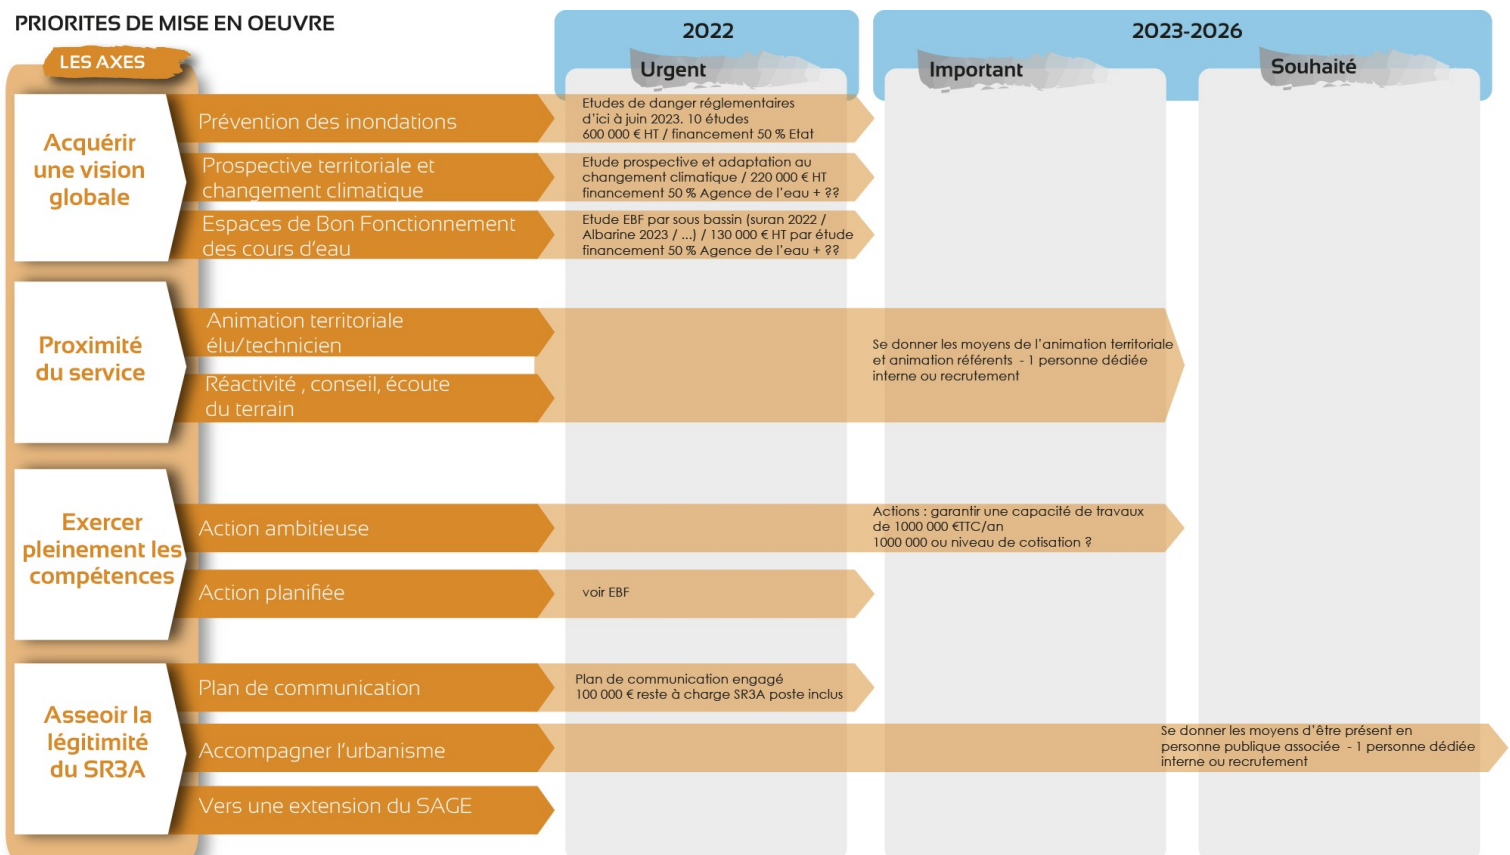 PRIORITES DE MISE EN OEUVRE
2022
2023-2026
LES AXES
Urgent
Important
Souhaité
Acquérir
une vision
globale
Prévention des inondations
Etudes de danger réglementaires
d'ici à juin 2023. 10 études
600 000 € HT / financement 50 % Etat
Prospective territoriale et
changement climatique
Etude prospective et adaptation au
changement climatique / 220 000 € HT
financement 50 % Agence de l'eau + ??
Espaces de Bon Fonctionnement
des cours d'eau
Etude EBF par sous bassin (suran 2022 /
Albarine 2023 / ...) / 130 000 € HT par étude
financement 50 % Agence de l'eau + ??
Proximité
du service
Animation territoriale
élu/technicien
Réactivité , conseil, écoute
du terrain
Se donner les moyens de l'animation territoriale
et animation référents - 1 personne dédiée
interne ou recrutement
Exercer
pleinement les
compétences
Action ambitieuse
Actions : garantir une capacité de travaux
de 1000 000 €TTC/an
1000 000 ou niveau de cotisation ?
Action planifiée
voir EBF
Asseoir la
légitimité
du SR3A
Plan de communication
Plan de communication engagé
100 000 € reste à charge SR3A poste inclus
Accompagner l'urbanisme
Se donner les moyens d'être présent en
personne publique associée - 1 personne dédiée
interne ou recrutement
Vers une extension du SAGE